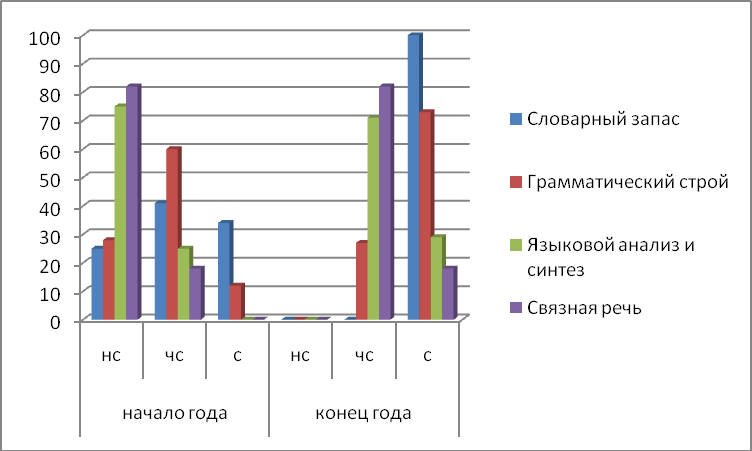 100
90
80
70
60
50
40
30
20
10
0
нс чс с нс чс с
начало года конец года
Словарный запас
Грамматический строй
Языковой анализ и
синтез
Связная речь